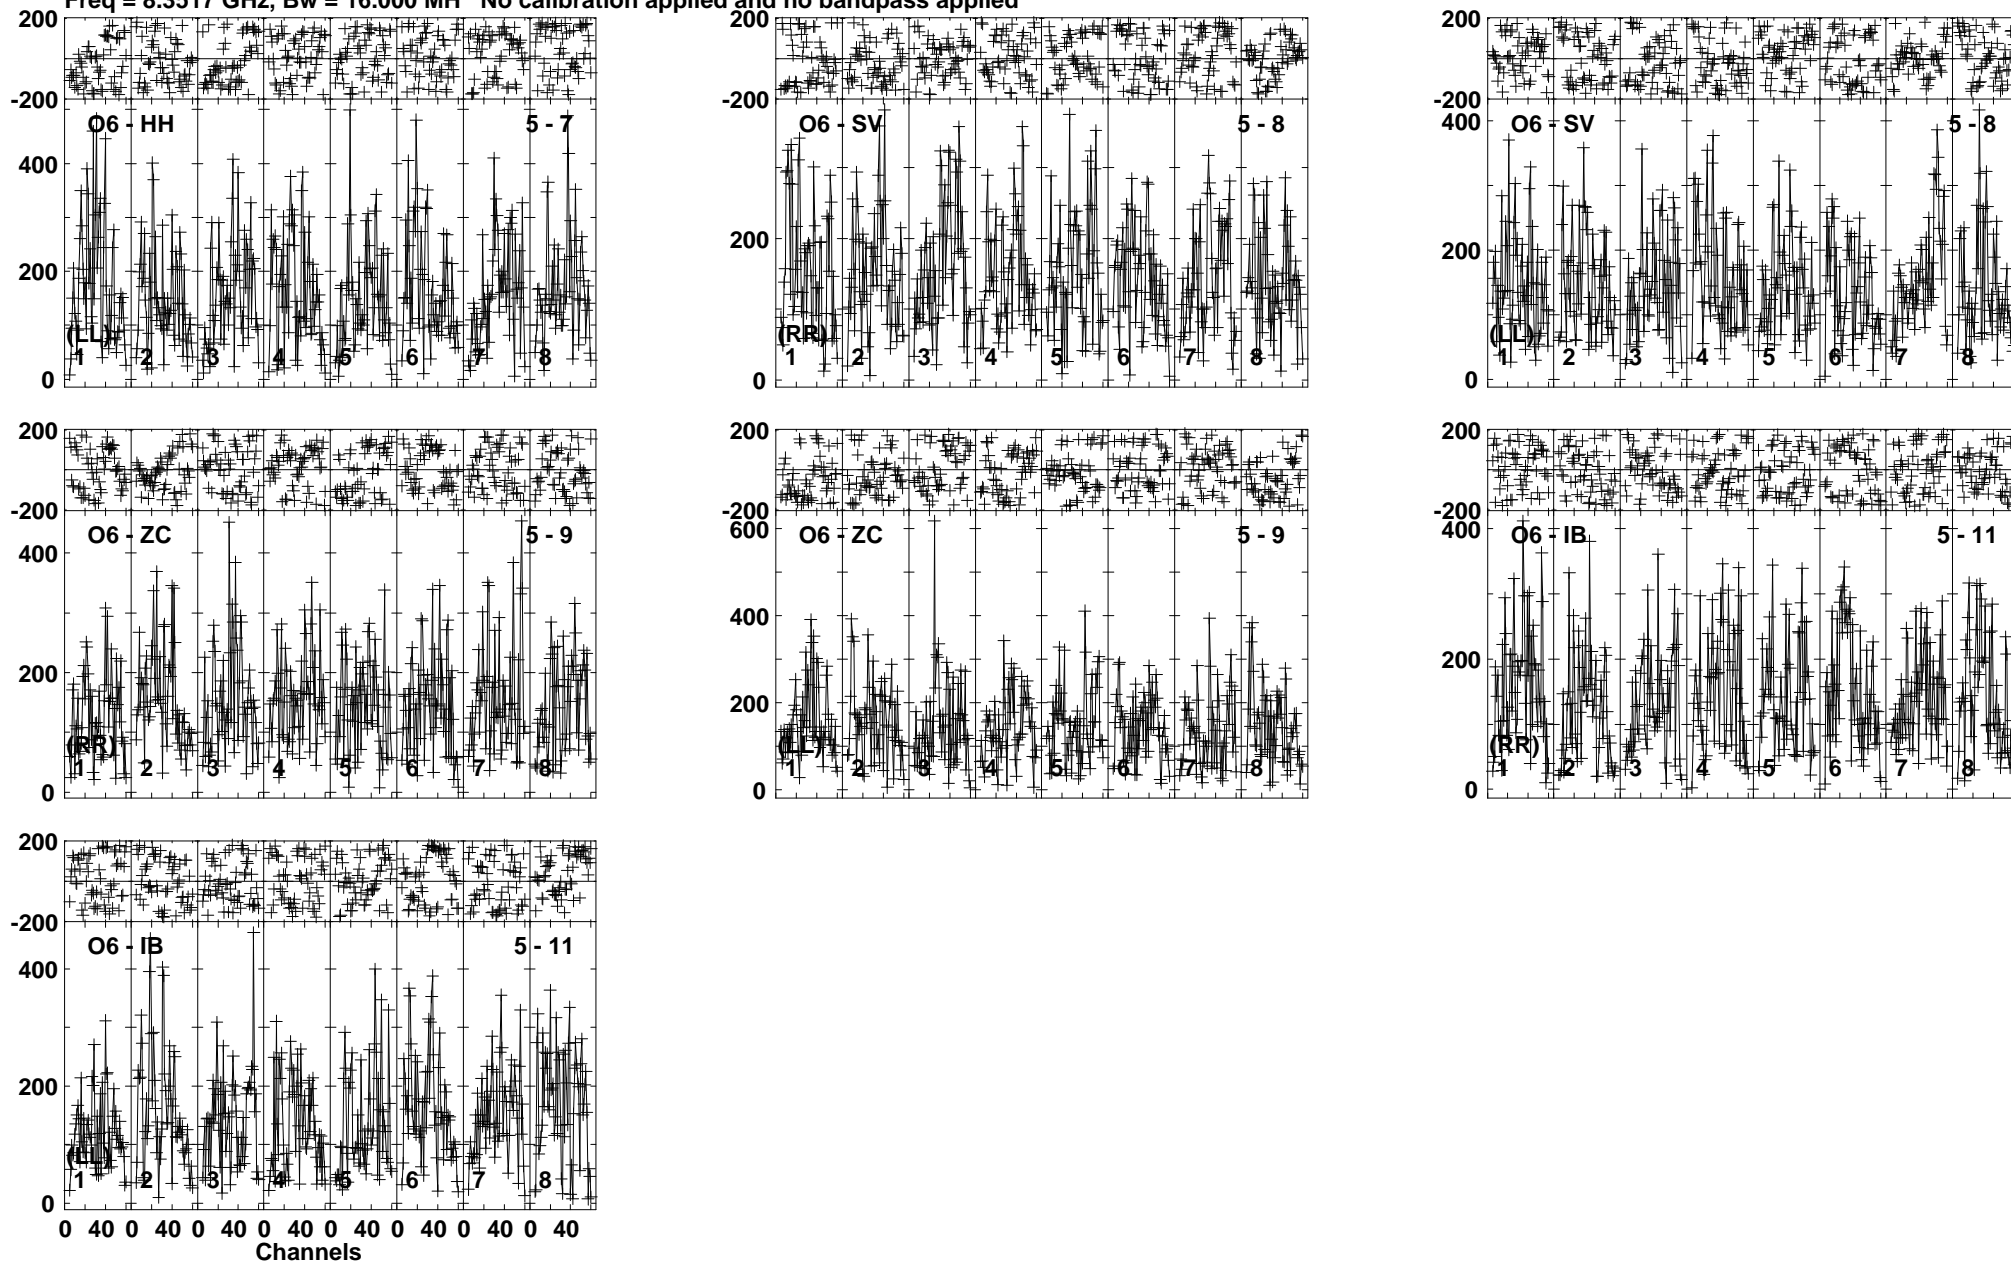 Freq = 8.3517 GHz, Bw = 16.000 MH No calibration applied and no bandpass applied
200
-200
O6 - HH 5 - 7
400
200
(LL)
1 2 3 4 5 6 7 8
0
200
-200
O6 - SV 5 - 8
200
(RR)
1 2 3 4 5 6 7 8
0
200
-200
400
O6 - SV 5 - 8
200
(LL)
1 2 3 4 5 6 7 8
0
200
-200
O6 - ZC 5 - 9
400
200
(RR)
1 2 3 4 5 6 7 8
0
200
-200
600
O6 - ZC 5 - 9
400
200
(LL)
1 2 3 4 5 6 7 8
0
200
-200
400
O6 - IB 5 - 11
200
(RR)
1 2 3 4 5 6 7 8
0
200
-200
O6 - IB 5 - 11
400
200
(LL)
1 2 3 4 5 6 7 8
0
0 40 0 40 0 40 0 40 0 40 0 40 0 40 0 40
Channels